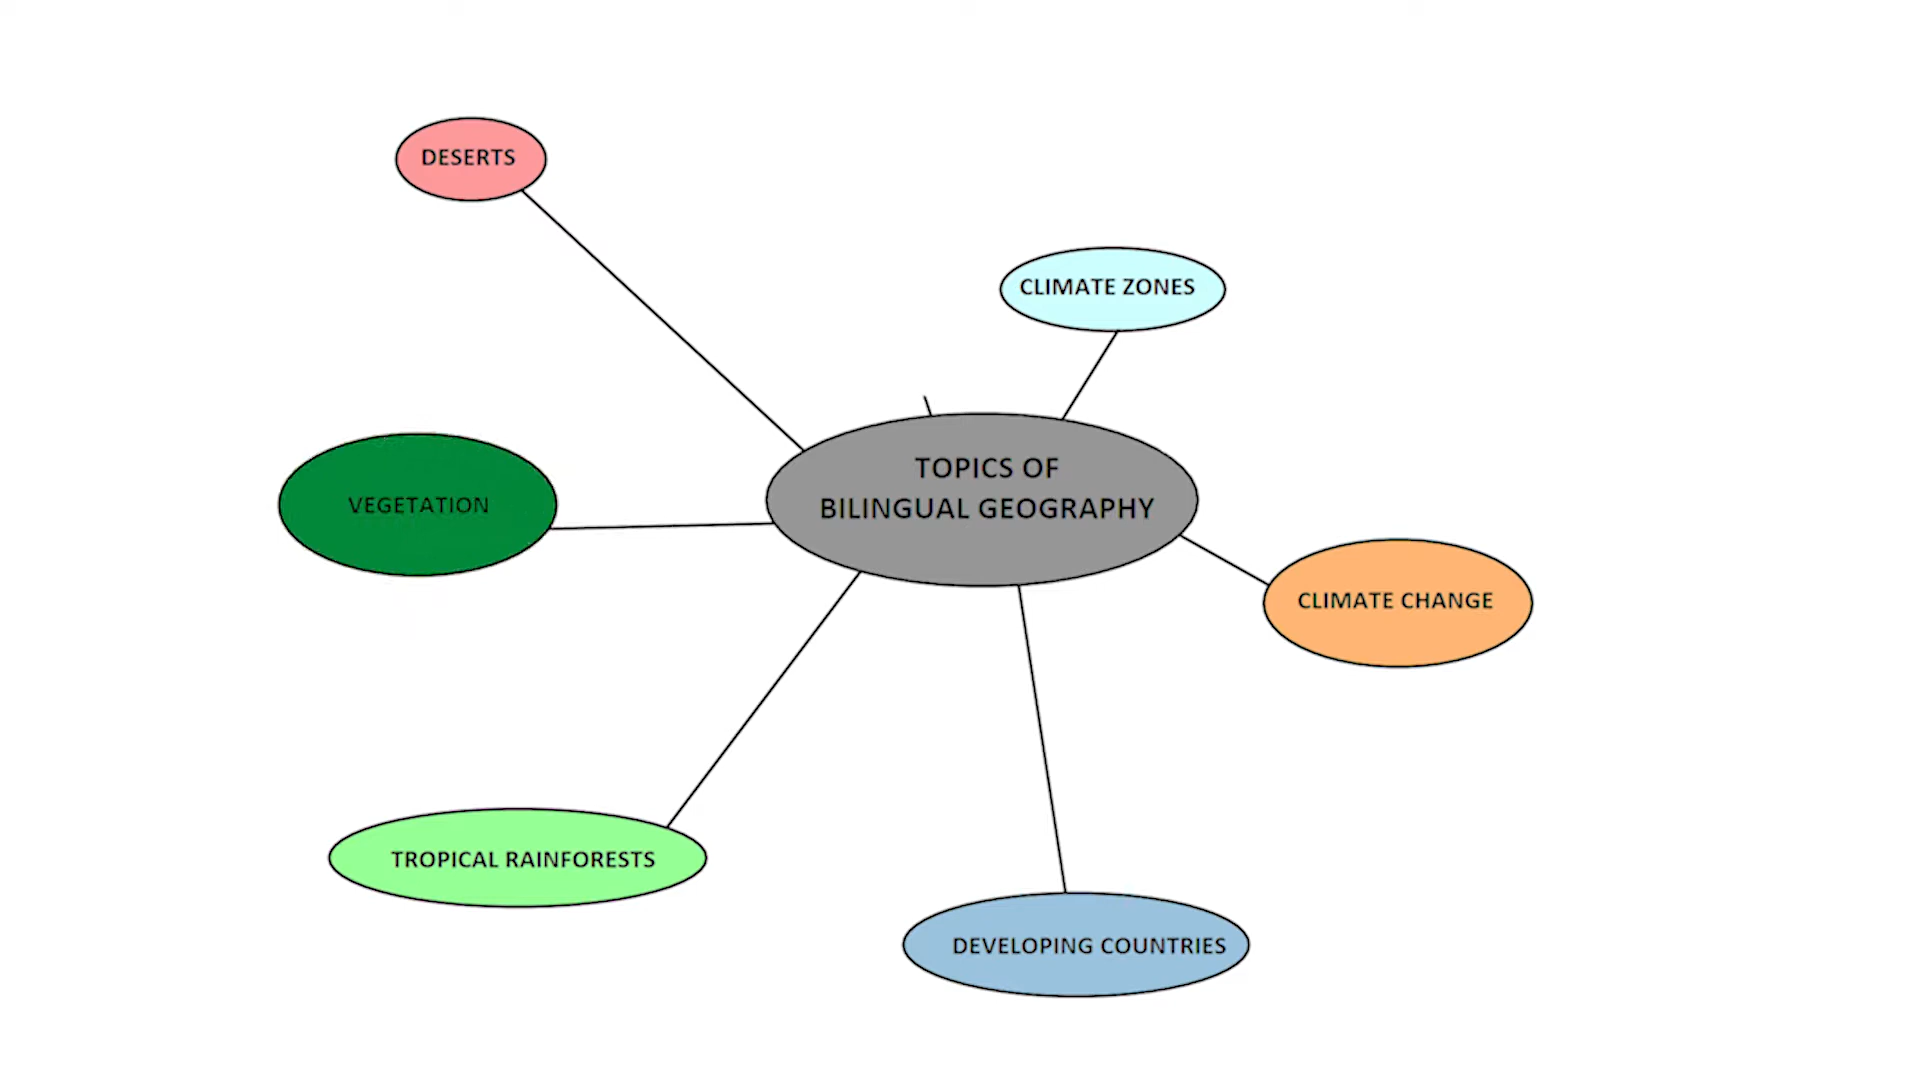 DESERTS
CLIMATE ZONES
TOPICS OF
BILINGUAL GEOGRAPHY
VEGETATION
CLIMATE CHANGE
TROPICAL RAINFORESTS
DEVELOPING COUNTRIES